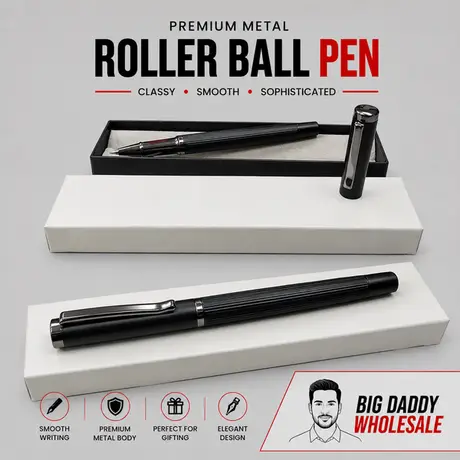 PREMIUM METAL
ROLLER BALL PEN
CLASSY • SMOOTH • SOPHISTICATED
SMOOTH
WRITING
PREMIUM
METAL BODY
PERFECT FOR
GIFTING
ELEGANT
DESIGN
BIG DADDY
WHOLESALE